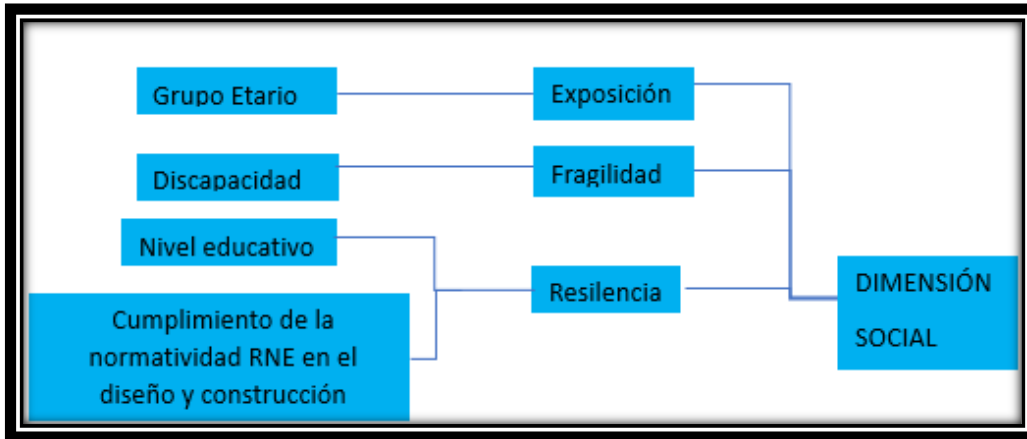 Grupo Etario
Exposición
Discapacidad
Fragilidad
Nivel educativo
Resilencia
Cumplimiento de la
normatividad RNE en el
diseño y construcción
DIMENSIÓN
SOCIAL